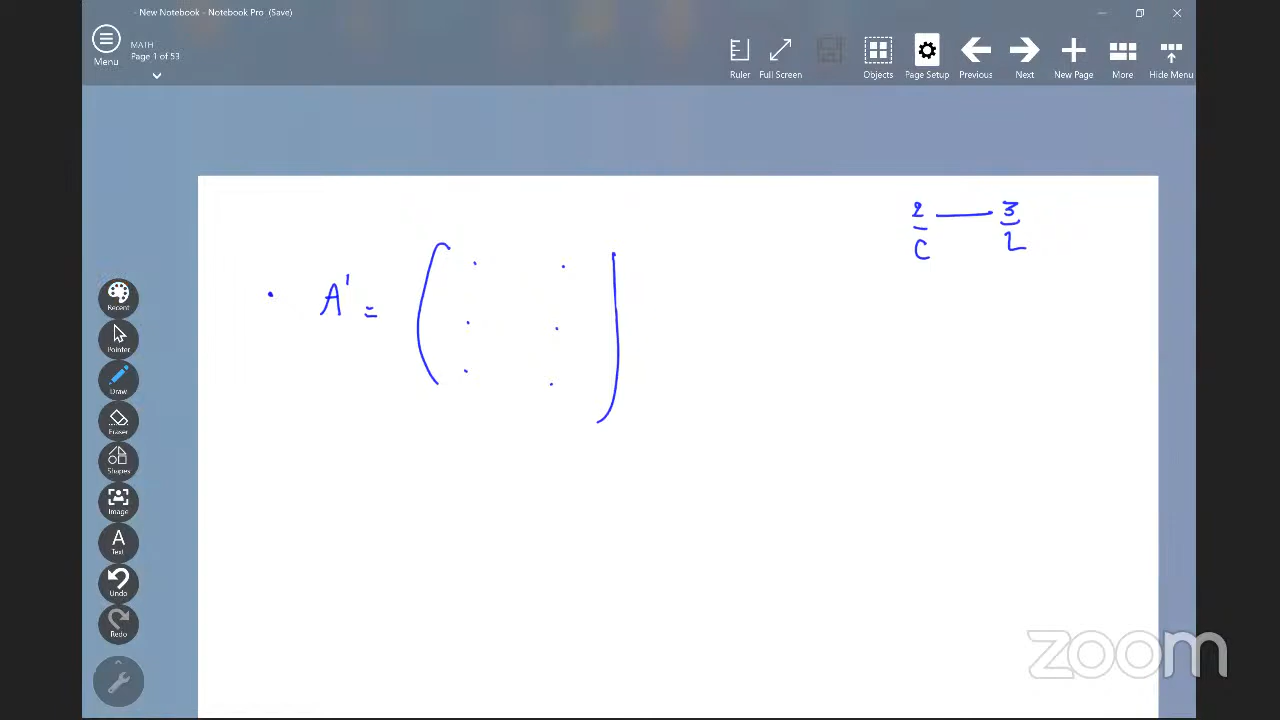 - New Notebook - Notebook Pro (Save)
Menu
MATH
Page 1 of 53
Ruler
Full Screen
Objects
Page Setup
Previous
Next
New Page
More
Hide Menu
2 — 3
C L
• A' = ( . .
. .
. . )
Recent
Pointer
Draw
Eraser
Shapes
Image
A
Text
Undo
Redo
zoom